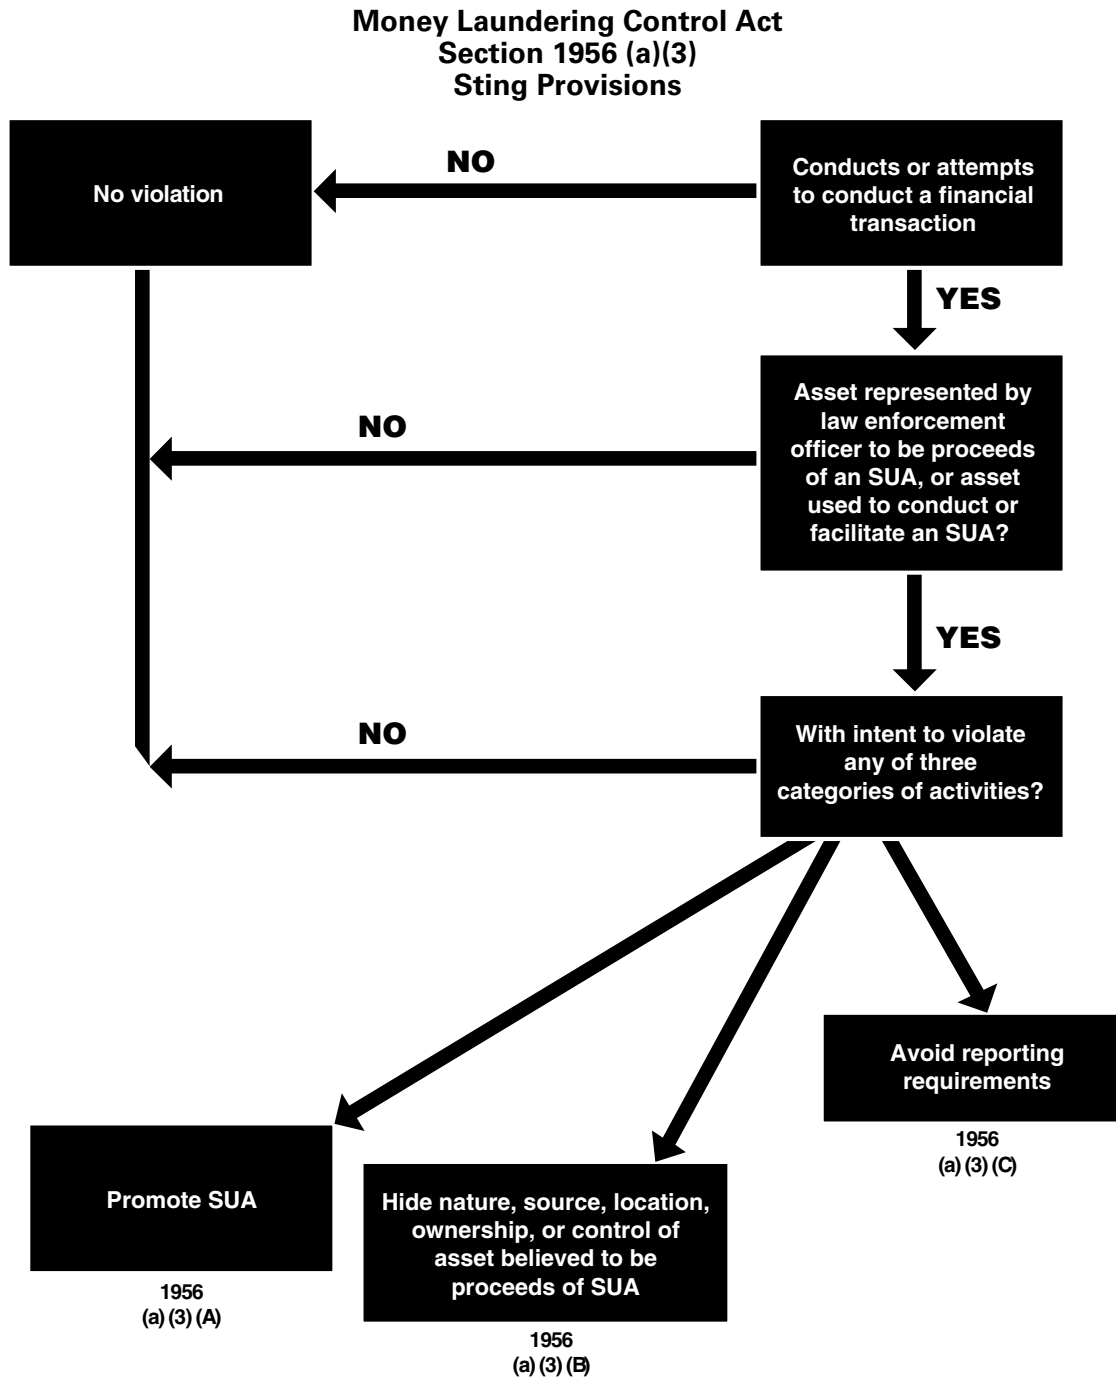 Money Laundering Control Act
Section 1956 (a)(3)
Sting Provisions
No violation
NO
Conducts or attempts
to conduct a financial
transaction
YES
Asset represented by
law enforcement
officer to be proceeds
of an SUA, or asset
used to conduct or
facilitate an SUA?
NO
YES
With intent to violate
any of three
categories of activities?
NO
Avoid reporting
requirements
1956
(a) (3) (C)
Promote SUA
1956
(a) (3) (A)
Hide nature, source, location,
ownership, or control of
asset believed to be
proceeds of SUA
1956
(a) (3) (B)